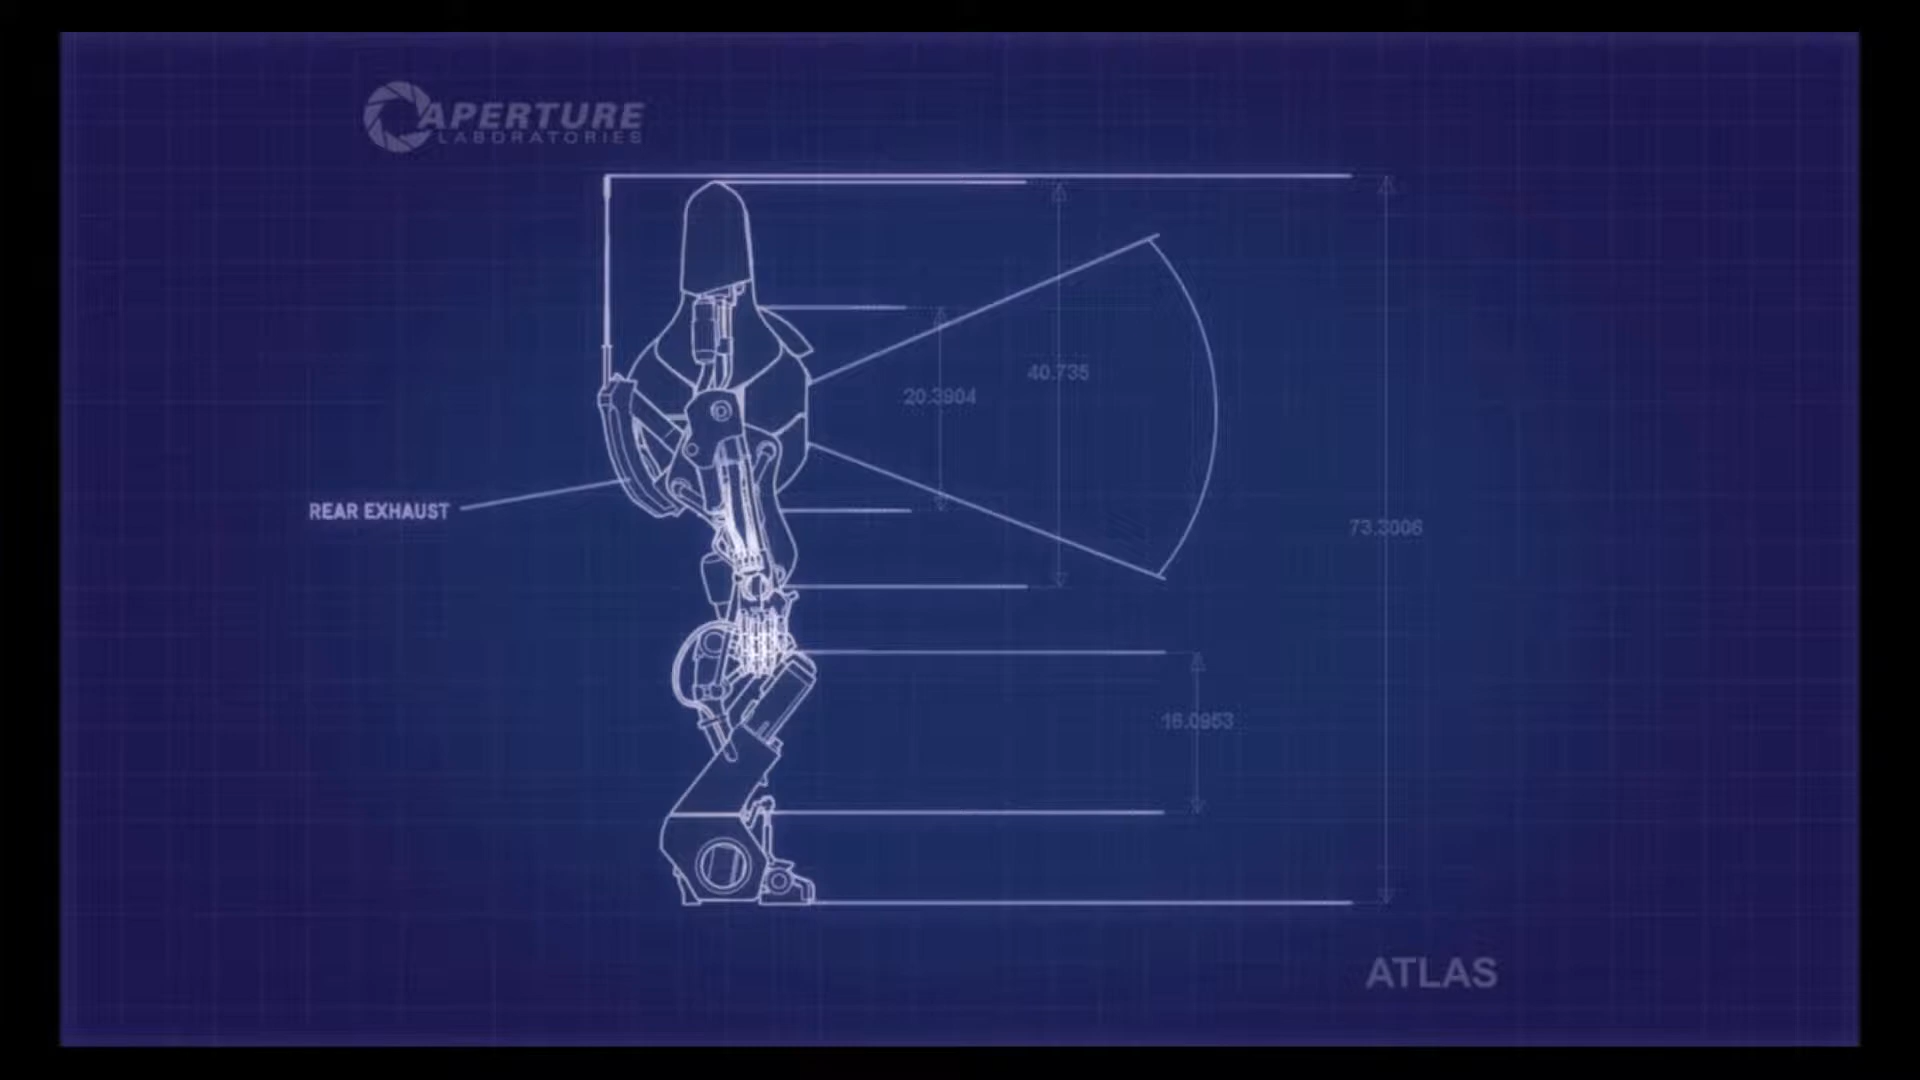 APERTURE
LABORATORIES
40.735
20.3904
REAR EXHAUST
73.3006
16.0953
ATLAS